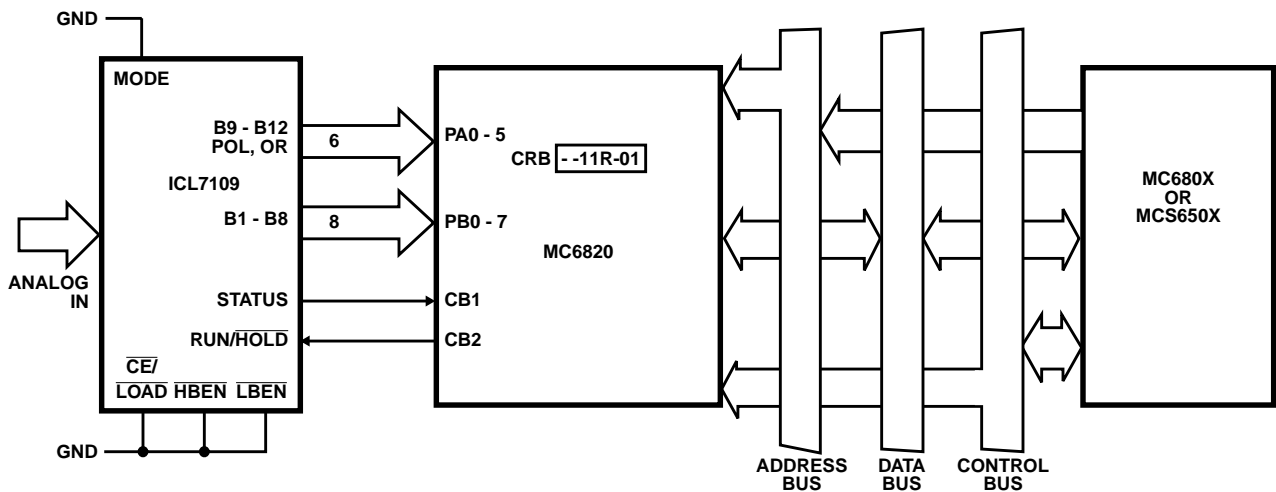 GND
MODE
B9 - B12
POL, OR
6
PA0 - 5
CRB - -11R-01
ICL7109
B1 - B8
8
PB0 - 7
MC6820
ANALOG
IN
STATUS
CB1
RUN/HOLD
CB2
CE/
LOAD HBEN LBEN
GND
MC680X
OR
MCS650X
ADDRESS
BUS
DATA
BUS
CONTROL
BUS